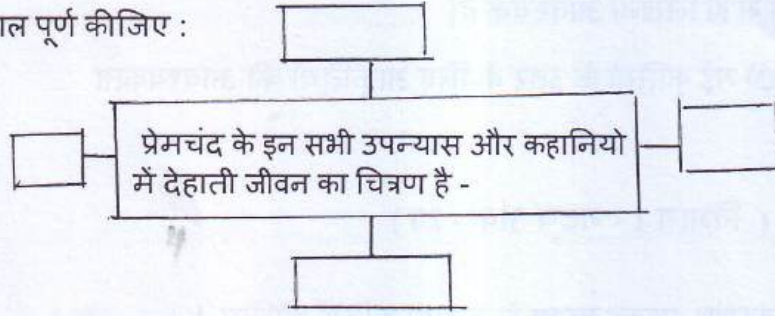 ाल पूर्ण कीजिए :
प्रेमचंद के इन सभी उपन्यास और कहानियो
में देहाती जीवन का चित्रण है -